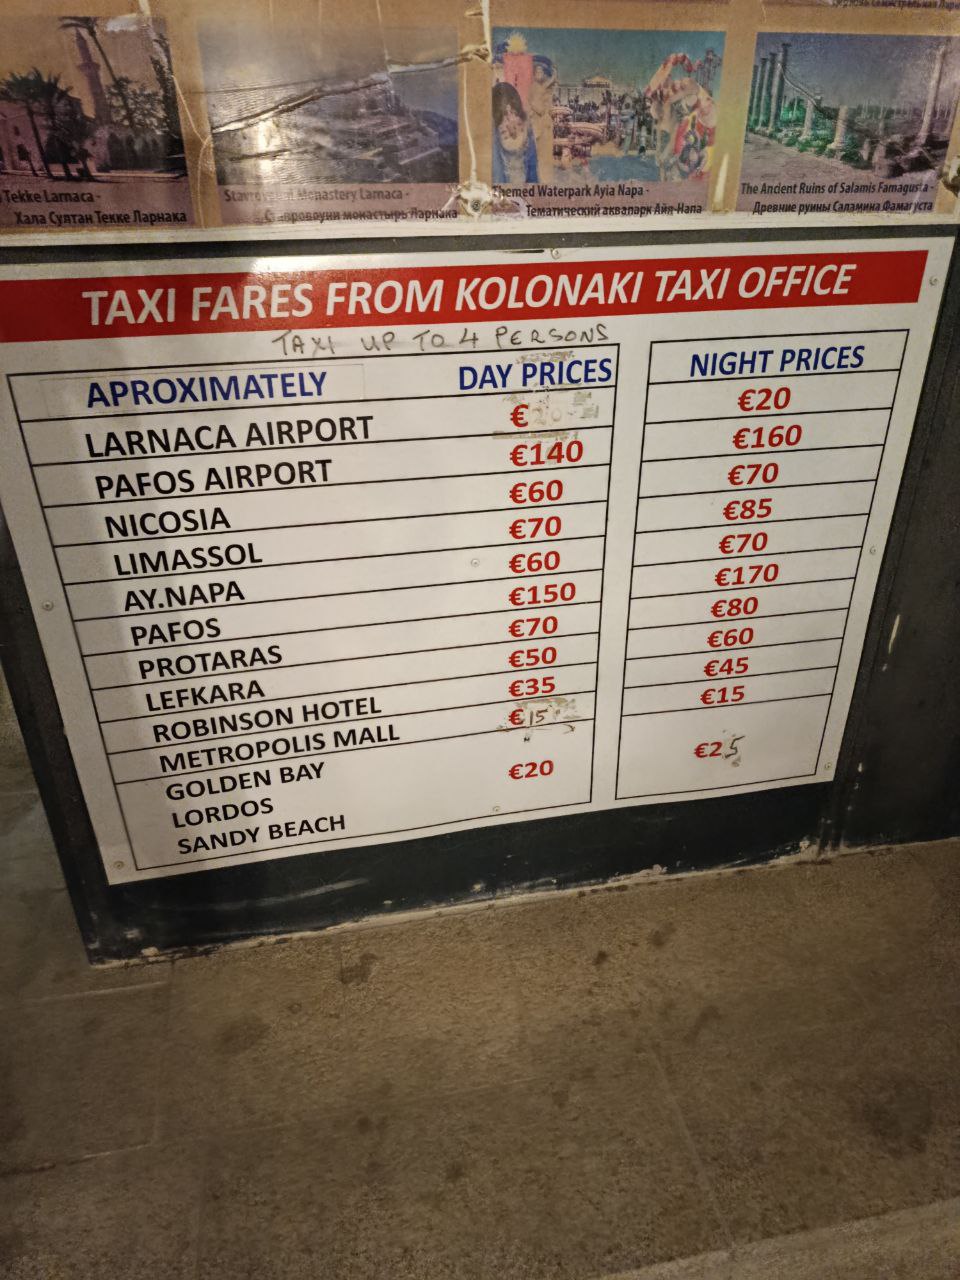 Tekke Larnaca -
Хала Султан Текке Ларнака
Stavrovouni Monastery Larnaca -
Ставровоуни монастырь Ларнака
Themed Waterpark Ayia Napa -
Тематический аквапарк Айя-Напа
The Ancient Ruins of Salamis Famagusta -
Древние руины Саламина Фамагуста
TAXI FARES FROM KOLONAKI TAXI OFFICE
TAXI UP TO 4 PERSONS
APROXIMATELY DAY PRICES NIGHT PRICES
LARNACA AIRPORT € €20
PAFOS AIRPORT €140 €160
NICOSIA €60 €70
LIMASSOL €70 €85
AY.NAPA €60 €70
PAFOS €150 €170
PROTARAS €70 €80
LEFKARA €50 €60
ROBINSON HOTEL €35 €45
METROPOLIS MALL €15 €15
GOLDEN BAY
LORDOS €20 €25
SANDY BEACH